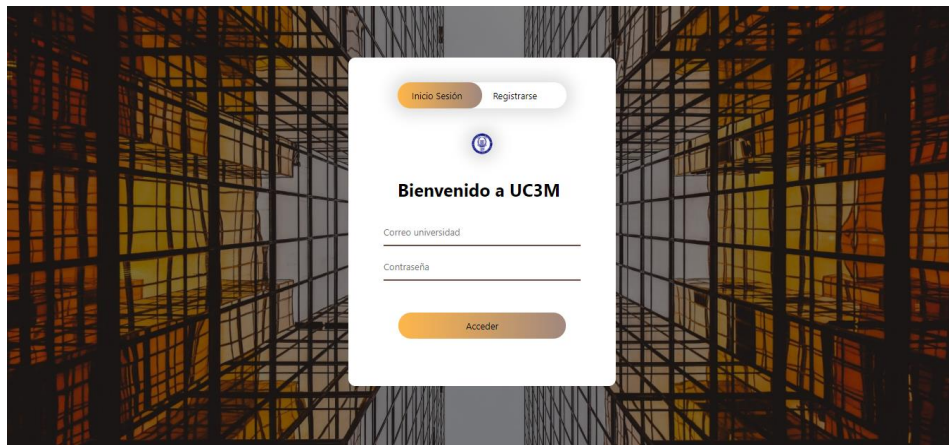 Inicio Sesión Registrarse
Bienvenido a UC3M
Correo universidad
Contraseña
Acceder